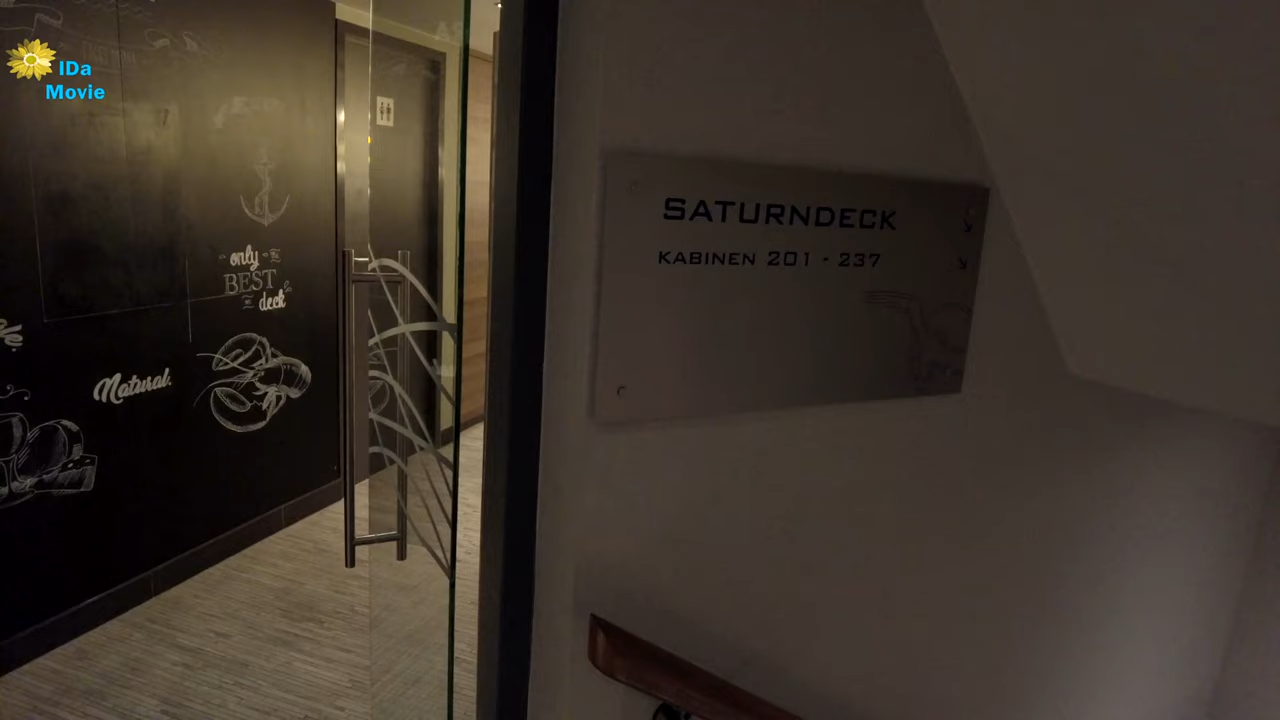 IDa
Movie
only
BEST
deck
Natural.
SATURNDECK
KABINEN 201 - 237